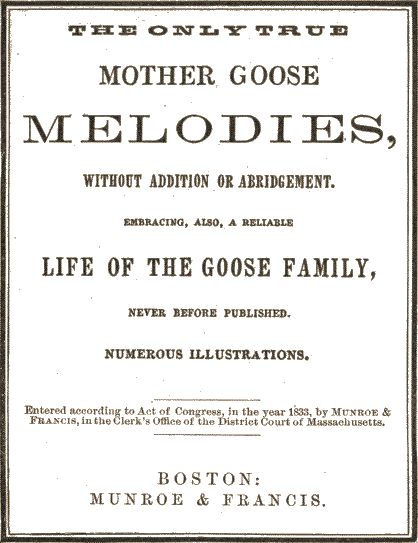 THE ONLY TRUE
MOTHER GOOSE
MELODIES,
WITHOUT ADDITION OR ABRIDGEMENT.
EMBRACING, ALSO, A RELIABLE
LIFE OF THE GOOSE FAMILY,
NEVER BEFORE PUBLISHED.
NUMEROUS ILLUSTRATIONS.
Entered according to Act of Congress, in the year 1833, by MUNROE &
FRANCIS, in the Clerk's Office of the District Court of Massachusetts.
BOSTON:
MUNROE & FRANCIS.